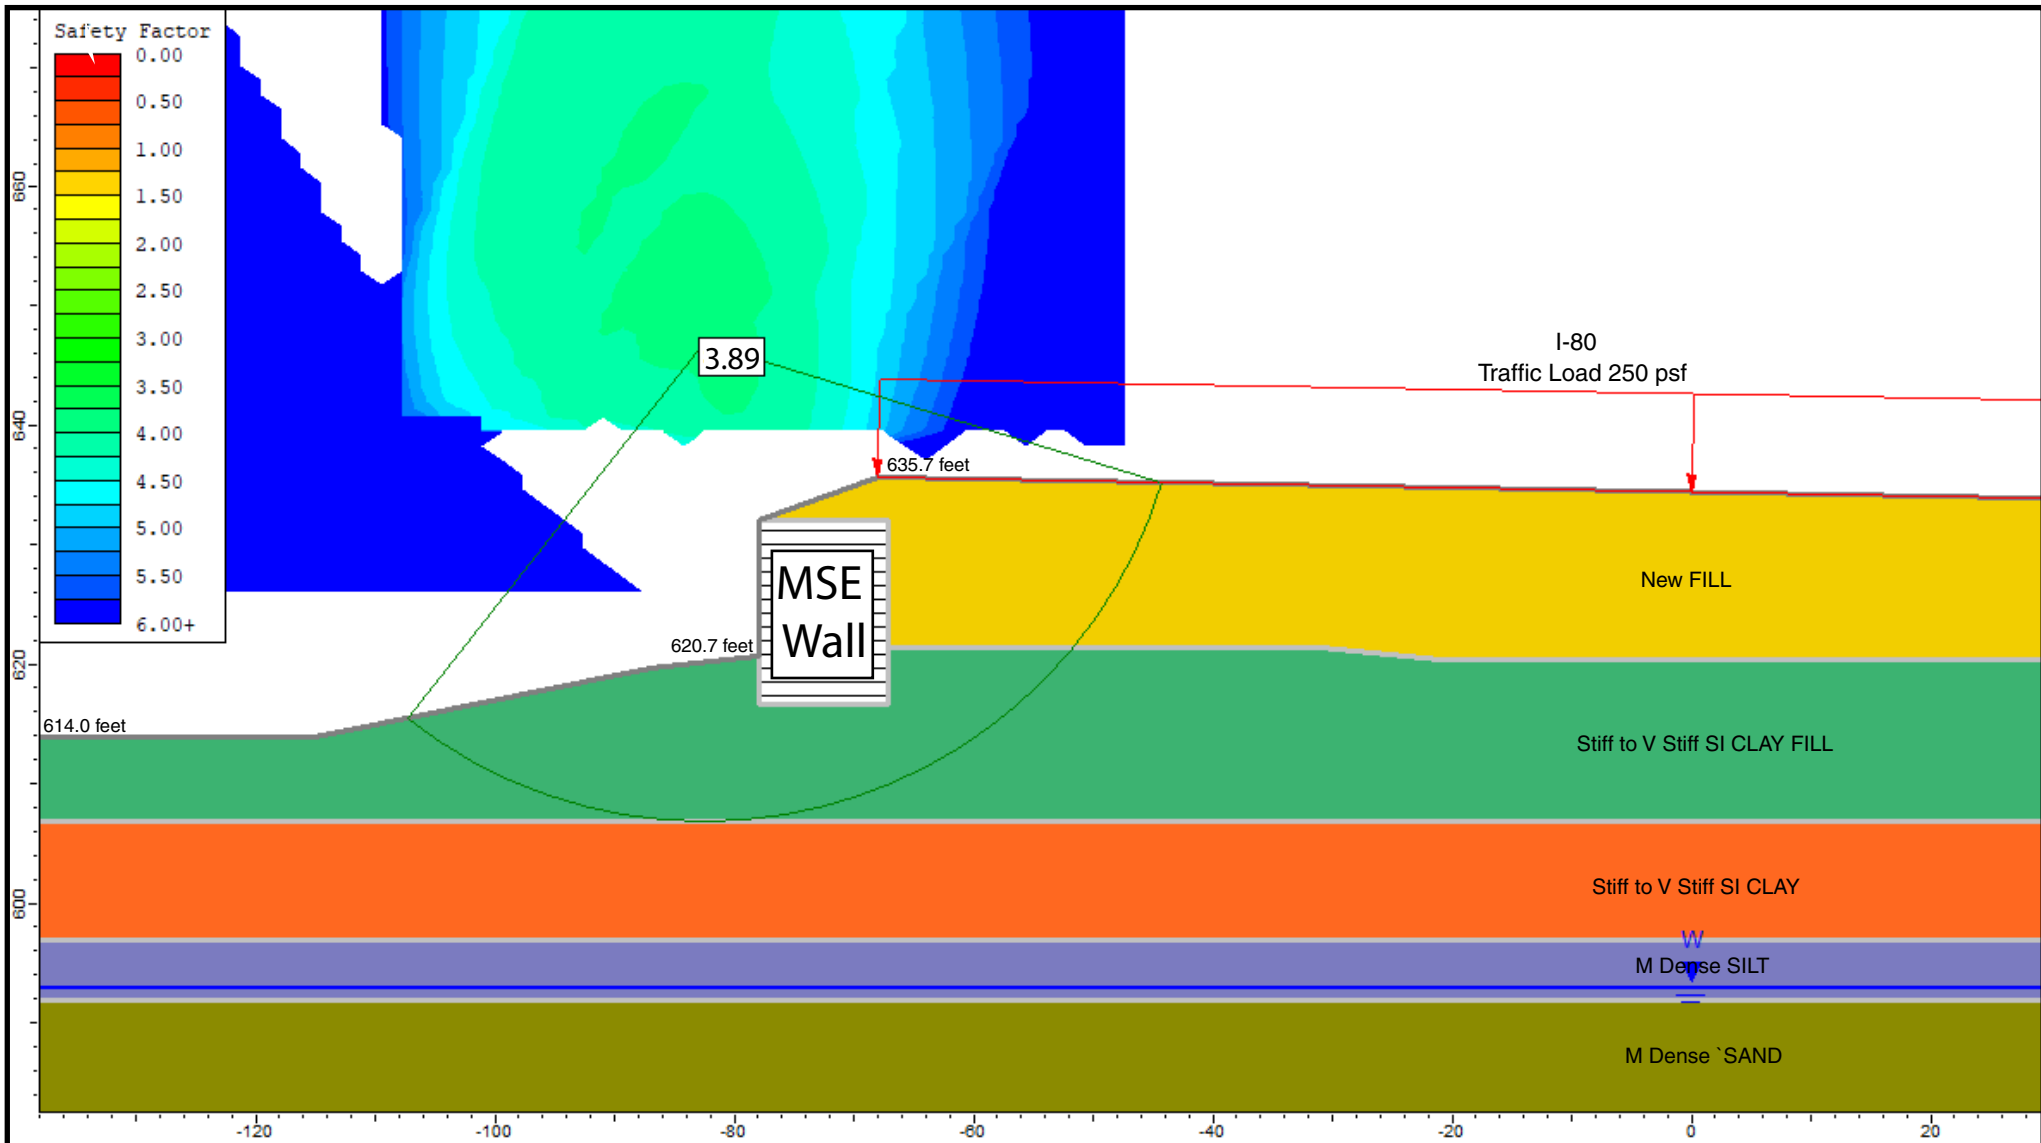 Safety Factor
0.00
0.50
1.00
1.50
2.00
2.50
3.00
3.50
4.00
4.50
5.00
5.50
6.00+
660
640
620
600
3.89
I-80
Traffic Load 250 psf
635.7 feet
MSE
Wall
620.7 feet
614.0 feet
New FILL
Stiff to V Stiff SI CLAY FILL
Stiff to V Stiff SI CLAY
W
M Dense SILT
M Dense `SAND
-120
-100
-80
-60
-40
-20
0
20